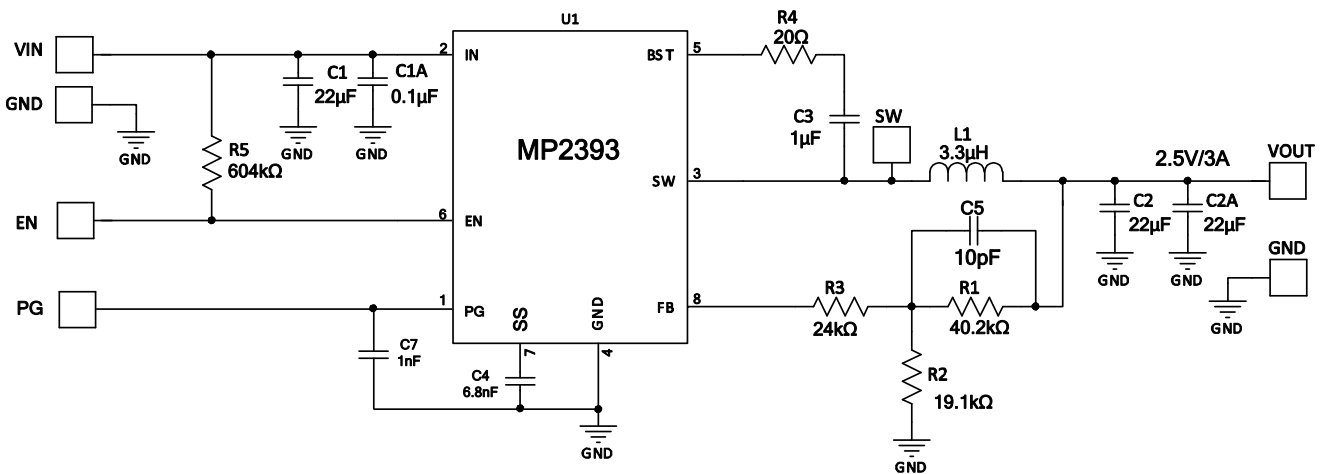 U1
VIN
2
IN
BST
5
R4
20Ω
C1
22µF
C1A
0.1µF
GND
GND
GND
GND
R5
604kΩ
MP2393
C3
1µF
SW
L1
3.3µH
SW
3
2.5V/3A
VOUT
C2
22µF
C2A
22µF
GND
GND
EN
6
EN
C5
10pF
GND
GND
PG
1
PG
SS
7
GND
4
FB
8
R3
24kΩ
R1
40.2kΩ
C7
1nF
C4
6.8nF
R2
19.1kΩ
GND
GND